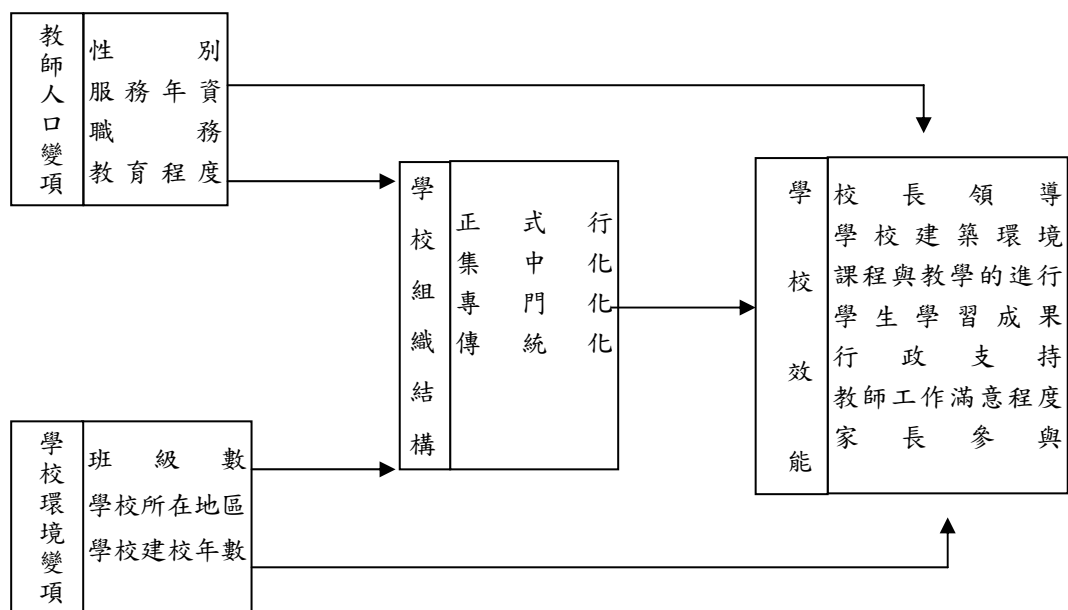 教師人口變項
性別
服務年資
職務
教育程度
學校組織結構
正式行
集中化
專門化
傳統化
學校效能
校長領導
學校建築環境
課程與教學的進行
學生學習成果
行政支持
教師工作滿意程度
家長參與
學校環境變項
班級數
學校所在地區
學校建校年數